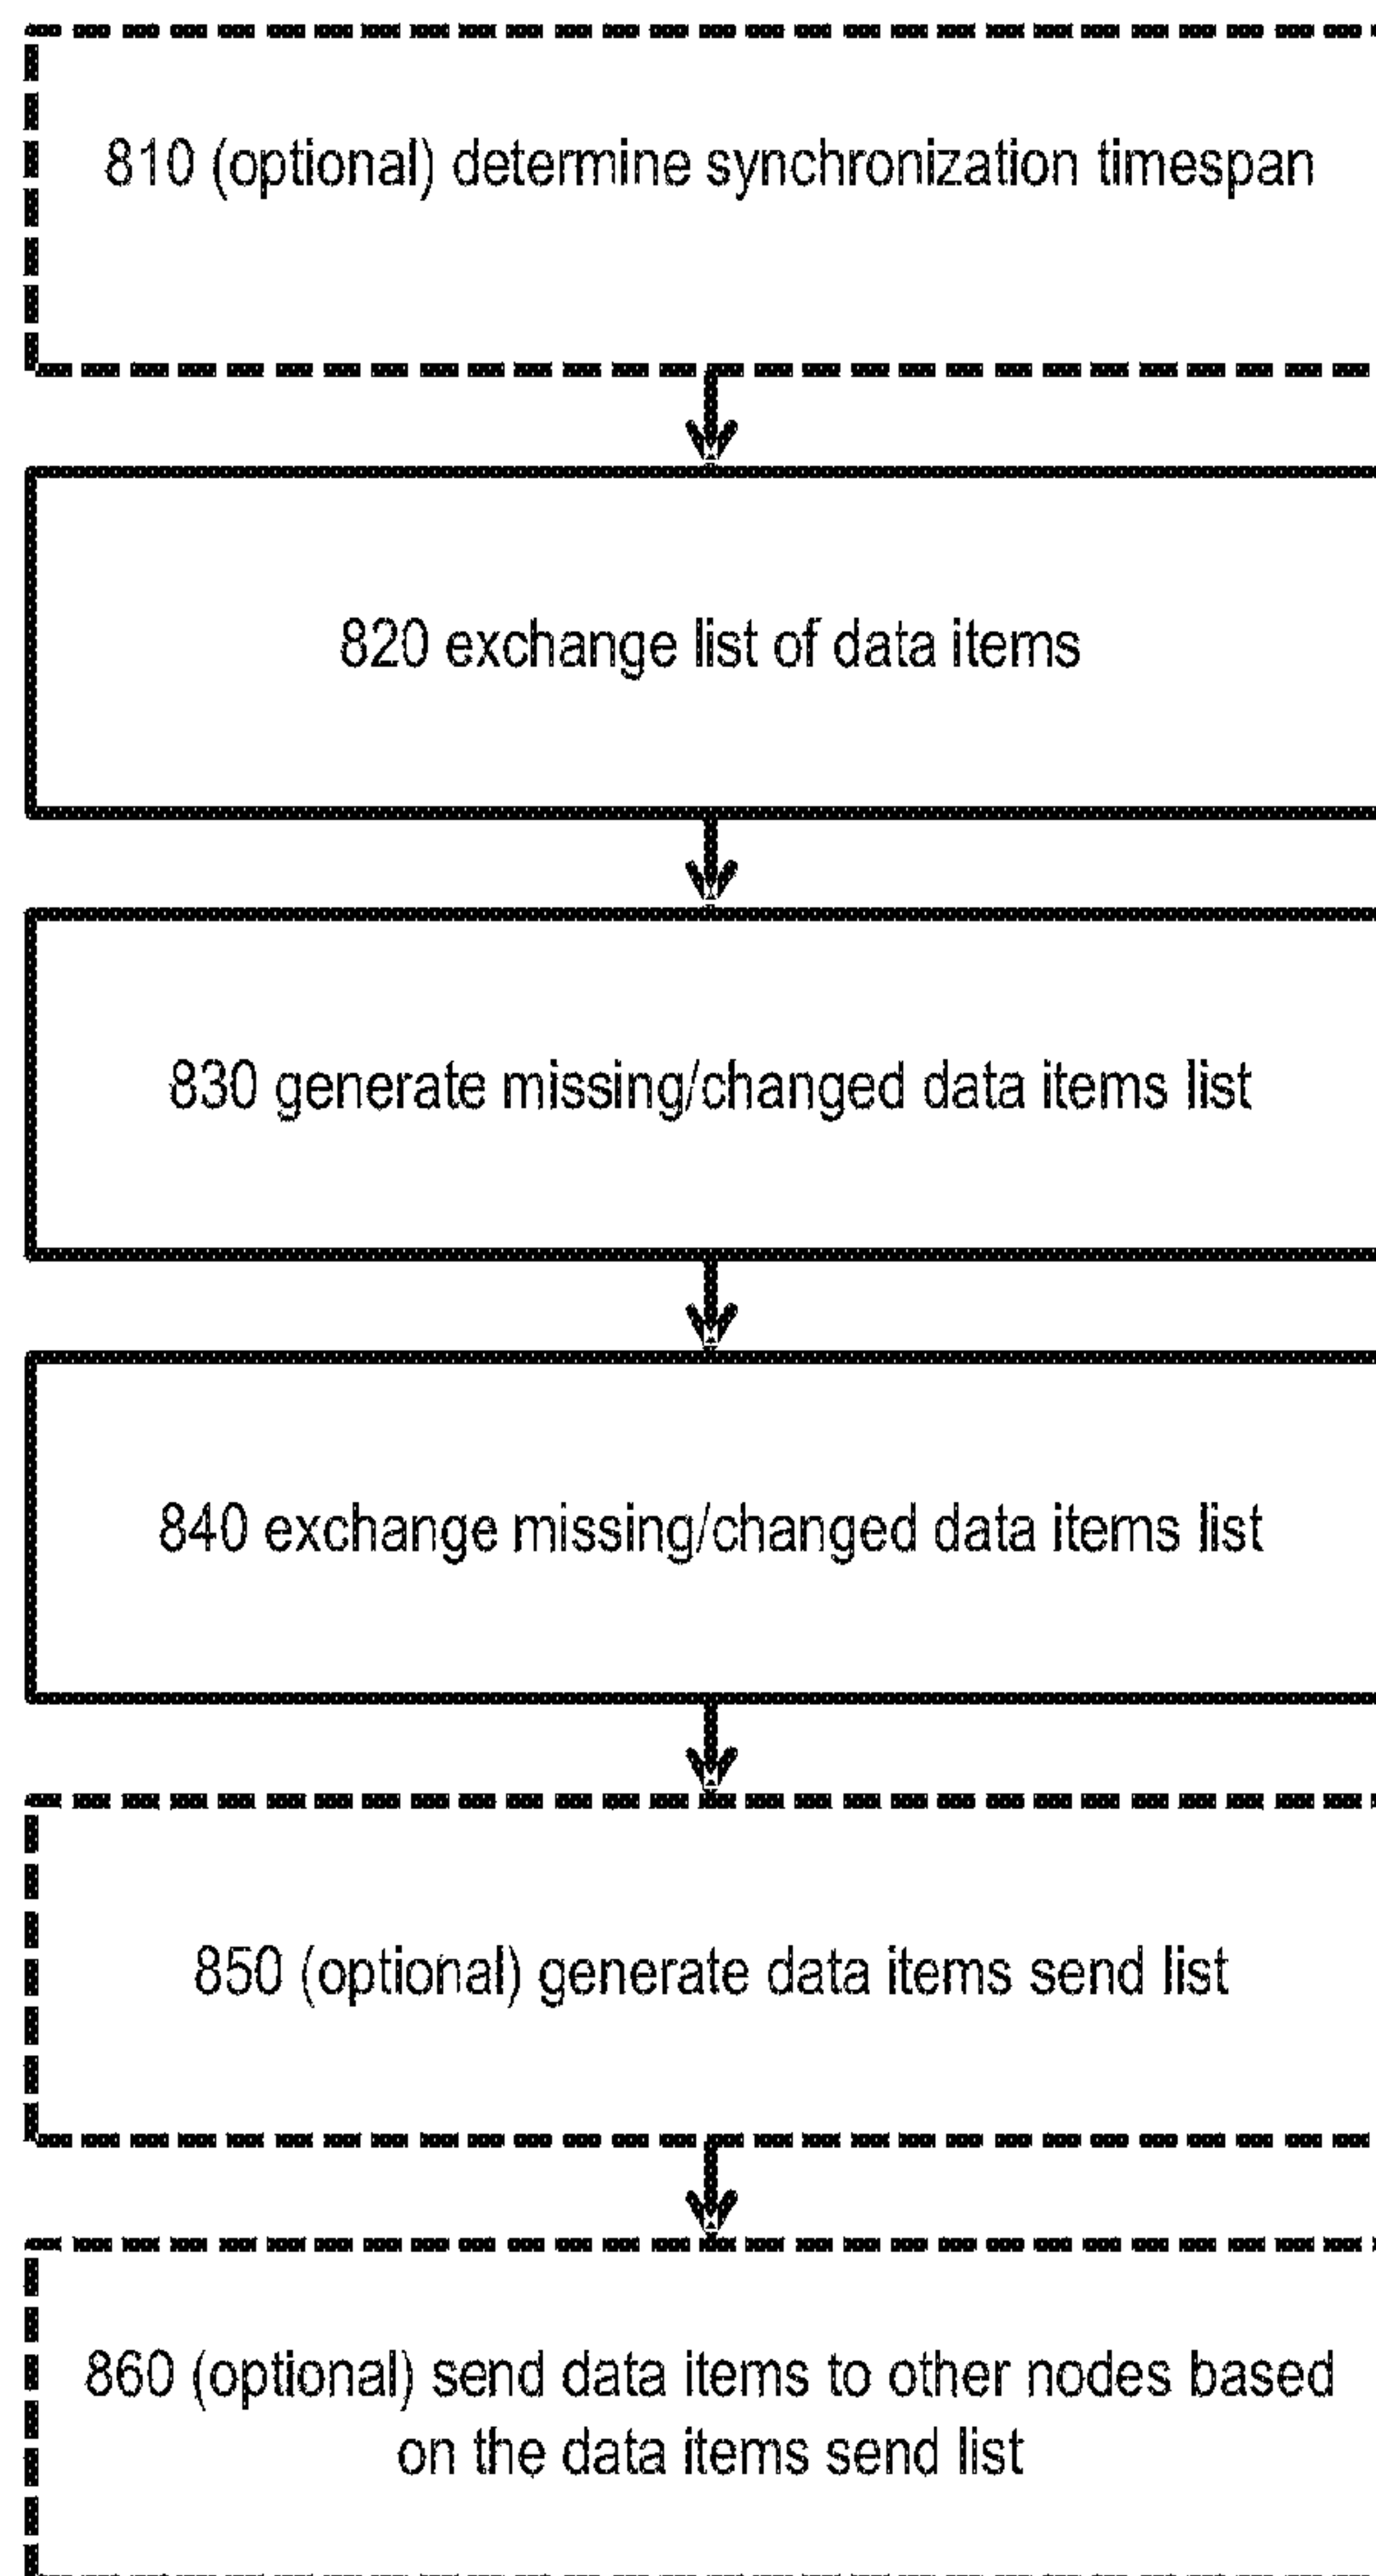 810 (optional) determine synchronization timespan
820 exchange list of data items
830 generate missing/changed data items list
840 exchange missing/changed data items list
850 (optional) generate data items send list
860 (optional) send data items to other nodes based
on the data items send list